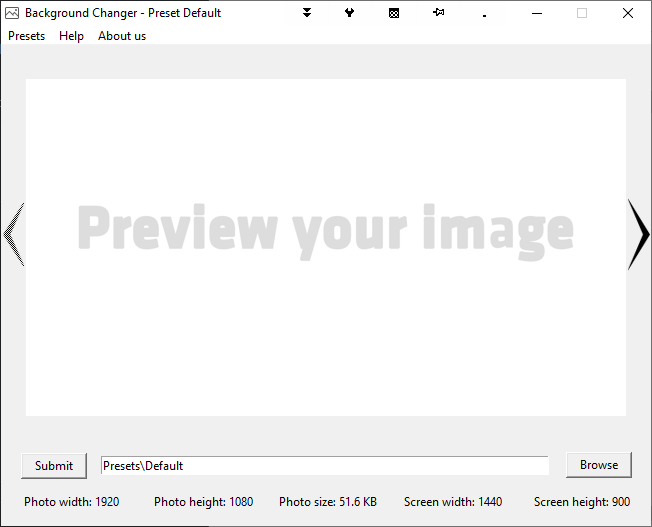 Background Changer - Preset Default
Presets Help About us
Preview your image
Submit Presets\Default Browse
Photo width: 1920 Photo height: 1080 Photo size: 51.6 KB Screen width: 1440 Screen height: 900